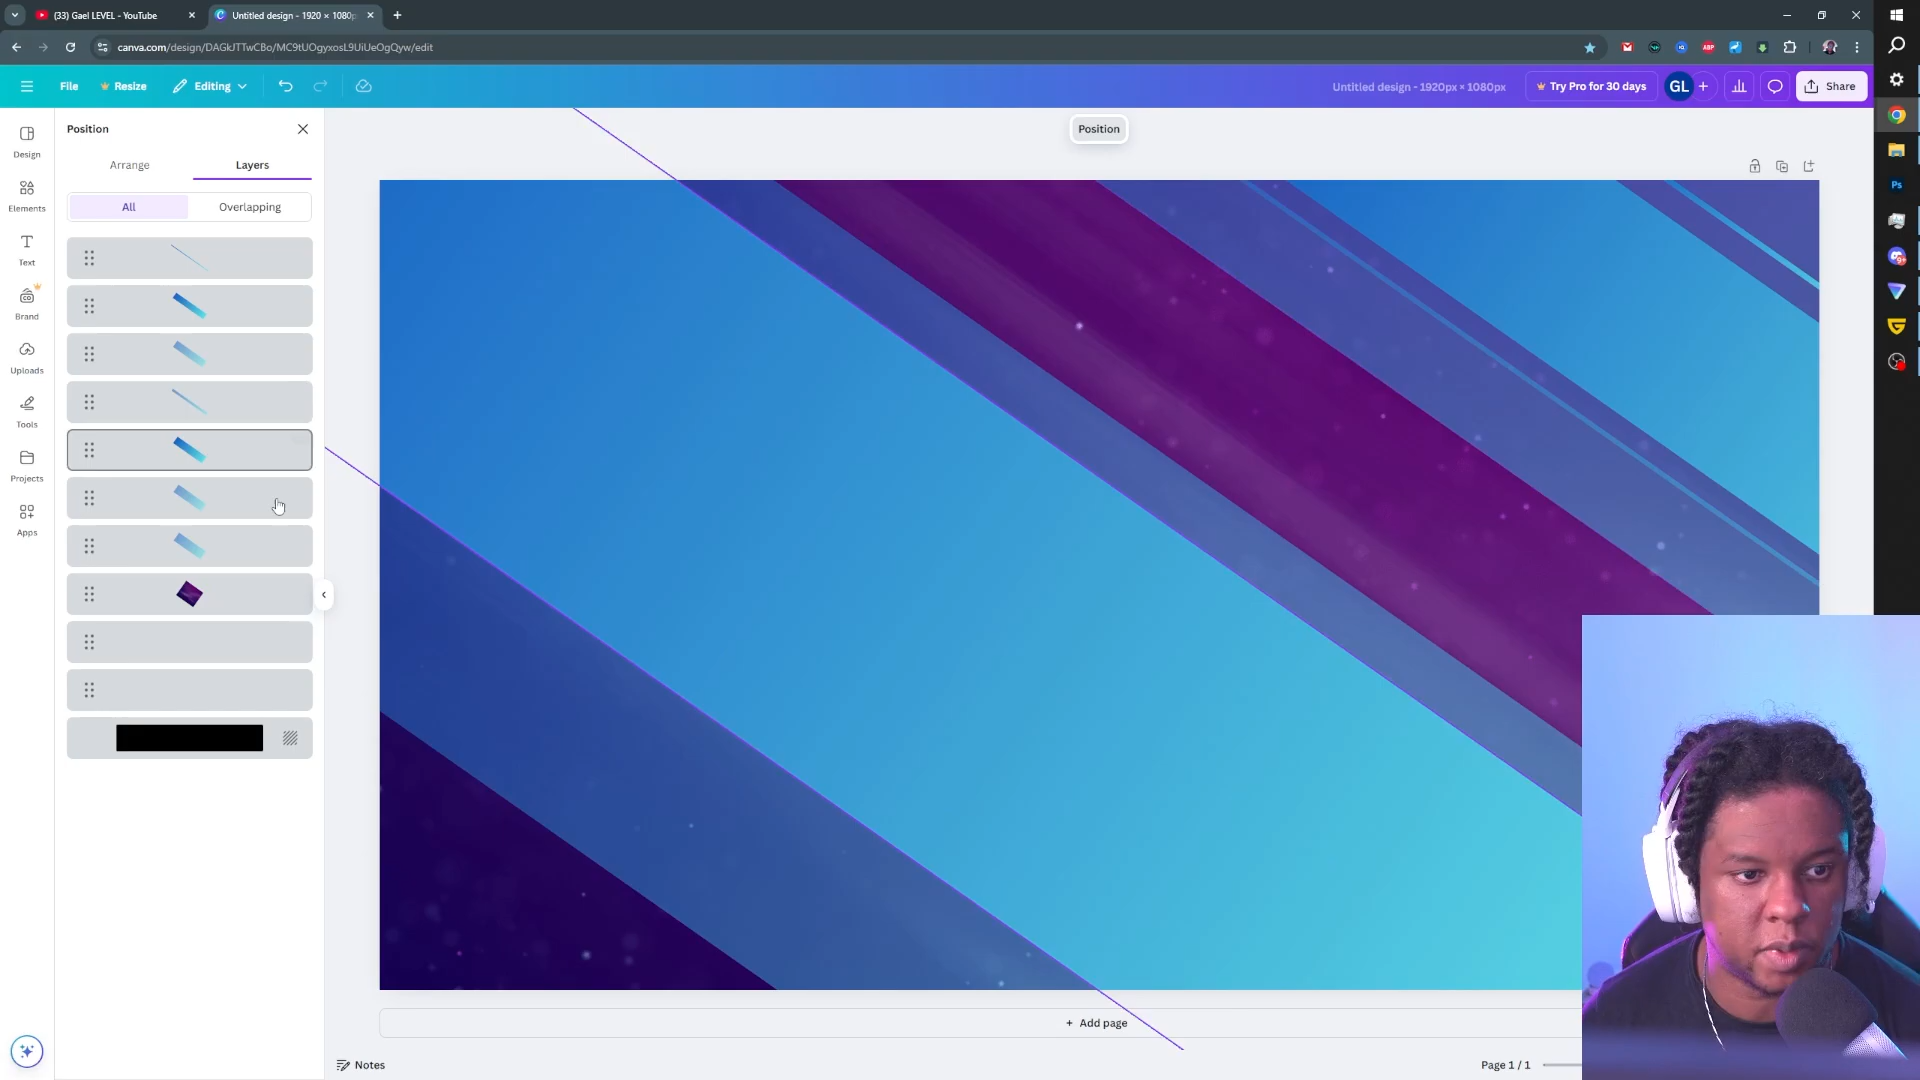 (33) Gael LEVEL - YouTube
Untitled design - 1920 × 1080p
canva.com/design/DAGkJTTwCBo/MC9tUOgyxosL9UiUeOgQyw/edit
File
Resize
Editing
Untitled design - 1920px × 1080px
Try Pro for 30 days
GL
Share
Design
Elements
Text
Brand
Uploads
Tools
Projects
Apps
Position
Arrange
Layers
All
Overlapping
Position
+ Add page
Notes
Page 1 / 1